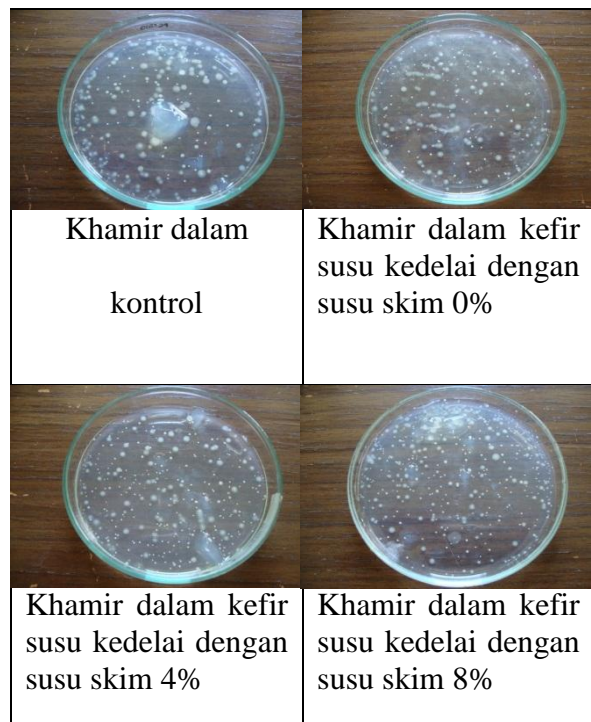 Khamir dalam
kontrol
Khamir dalam kefir
susu kedelai dengan
susu skim 0%
Khamir dalam kefir
susu kedelai dengan
susu skim 4%
Khamir dalam kefir
susu kedelai dengan
susu skim 8%